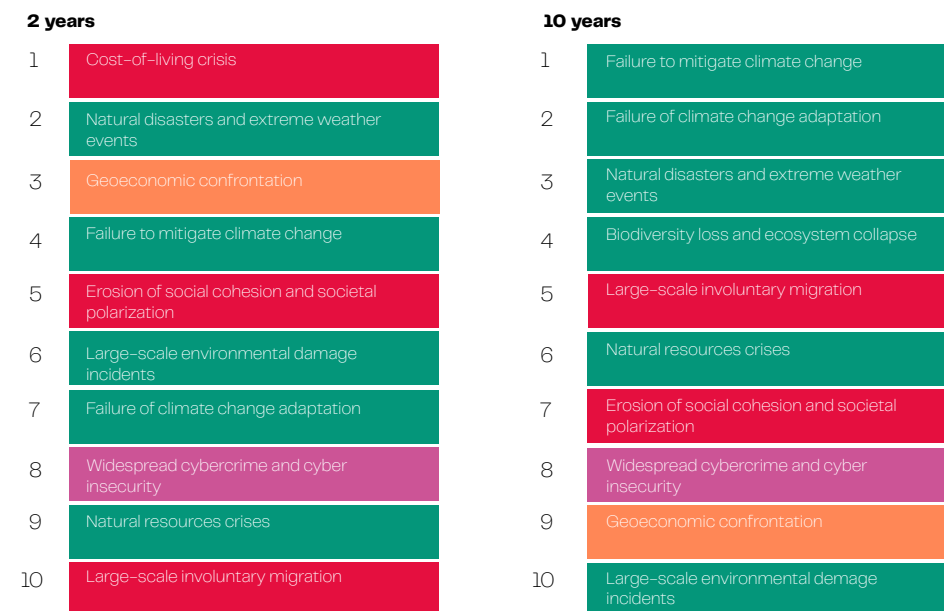 2 years
1 Cost-of-living crisis
2 Natural disasters and extreme weather
events
3 Geoeconomic confrontation
4 Failure to mitigate climate change
5 Erosion of social cohesion and societal
polarization
6 Large-scale environmental damage
incidents
7 Failure of climate change adaptation
8 Widespread cybercrime and cyber
insecurity
9 Natural resources crises
10 Large-scale involuntary migration
10 years
1 Failure to mitigate climate change
2 Failure of climate change adaptation
3 Natural disasters and extreme weather
events
4 Biodiversity loss and ecosystem collapse
5 Large-scale involuntary migration
6 Natural resources crises
7 Erosion of social cohesion and societal
polarization
8 Widespread cybercrime and cyber
insecurity
9 Geoeconomic confrontation
10 Large-scale environmental demage
incidents